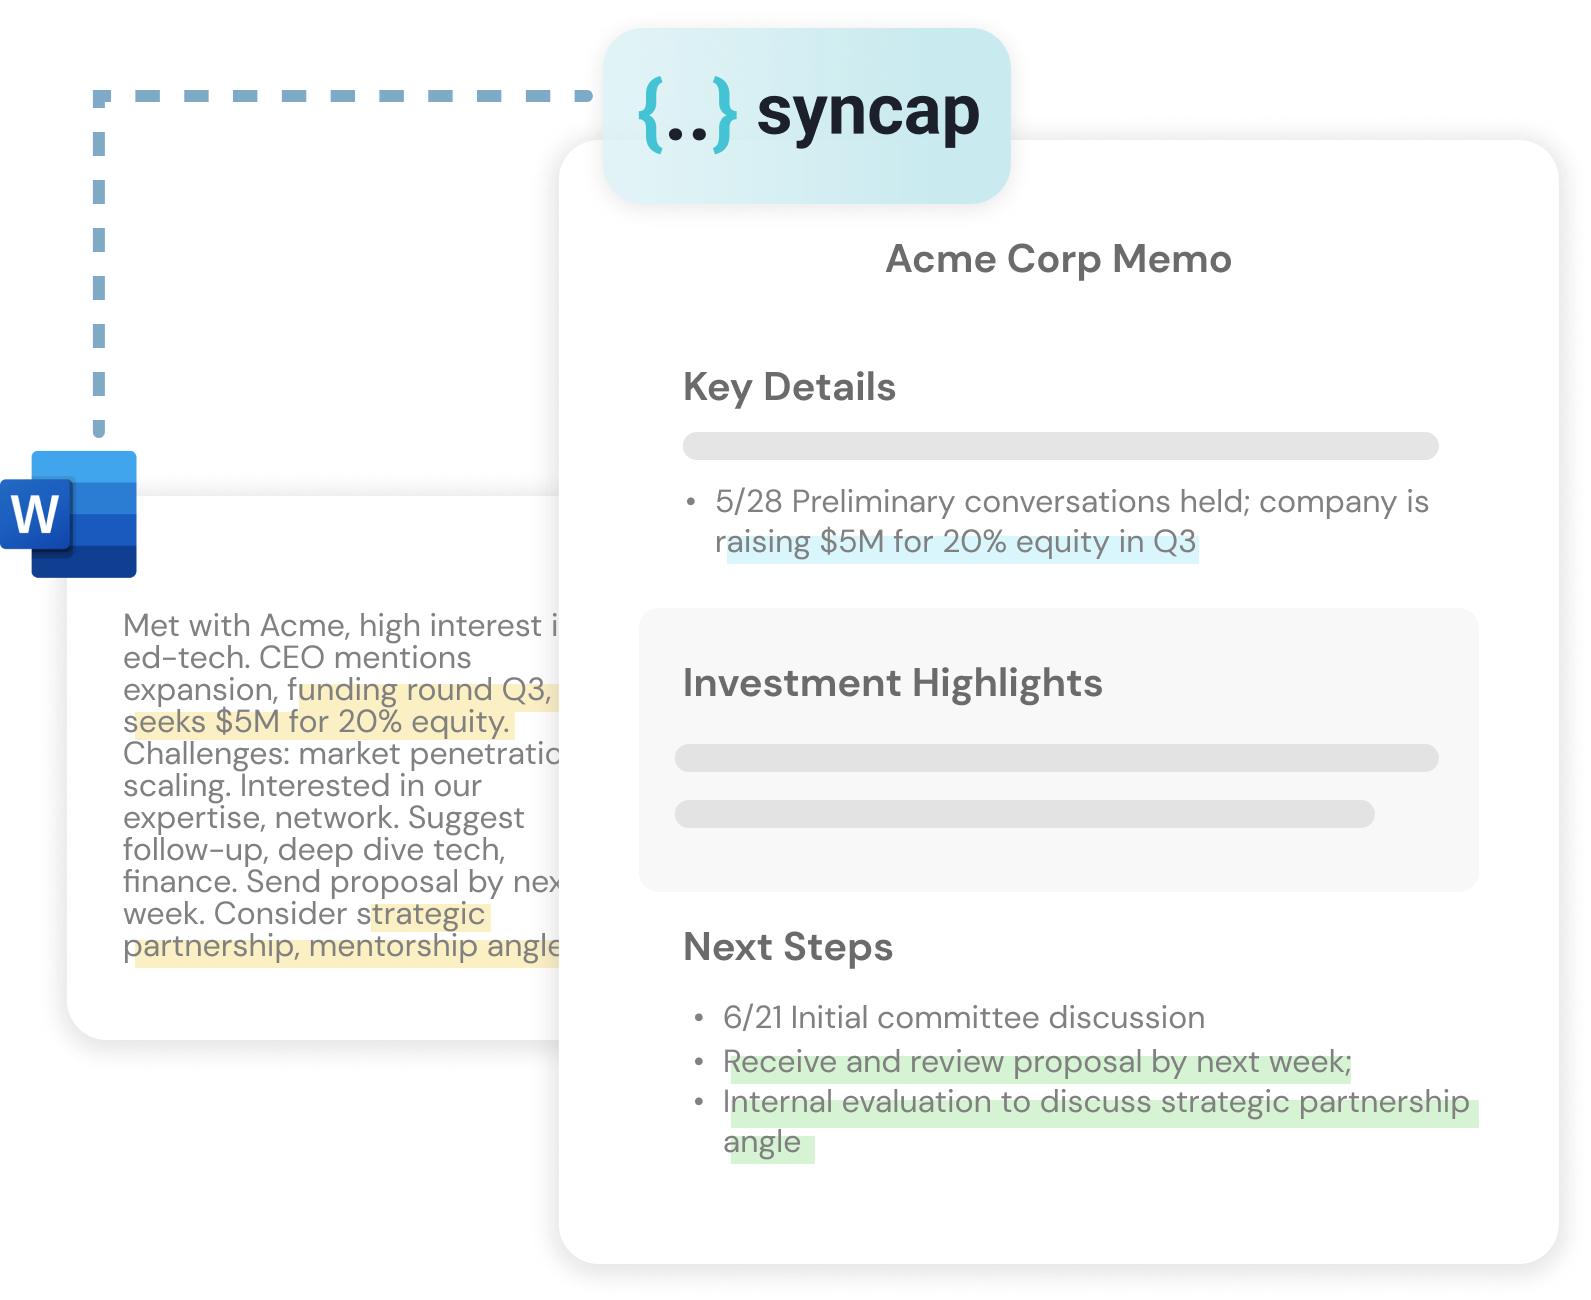 {..} syncap
Acme Corp Memo
Key Details
• 5/28 Preliminary conversations held; company is
raising $5M for 20% equity in Q3
Investment Highlights
Next Steps
• 6/21 Initial committee discussion
• Receive and review proposal by next week;
• Internal evaluation to discuss strategic partnership
angle
W
Met with Acme, high interest i
ed-tech. CEO mentions
expansion, funding round Q3,
seeks $5M for 20% equity.
Challenges: market penetratio
scaling. Interested in our
expertise, network. Suggest
follow-up, deep dive tech,
finance. Send proposal by nex
week. Consider strategic
partnership, mentorship angle